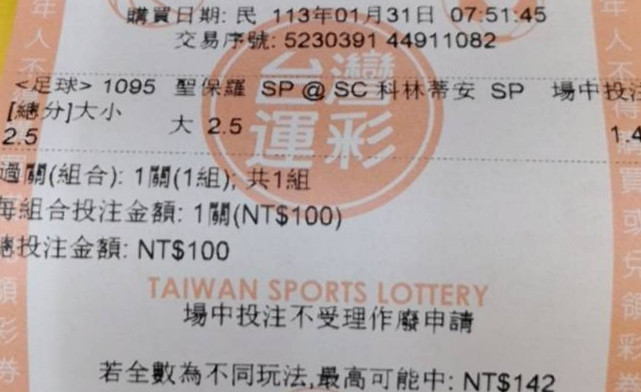 購買日期: 民 113年01月31日 07:51:45
交易序號: 5230391 44911082
台灣
運彩
<足球> 1095 聖保羅 SP @ SC 科林蒂安 SP 場中投注
[總分]大小
2.5 大 2.5 1.4
過關(組合): 1關(1組); 共1組
每組合投注金額: 1關(NT$100)
總投注金額: NT$100
TAIWAN SPORTS LOTTERY
場中投注不受理作廢申請
若全數為不同玩法,最高可能中: NT$142